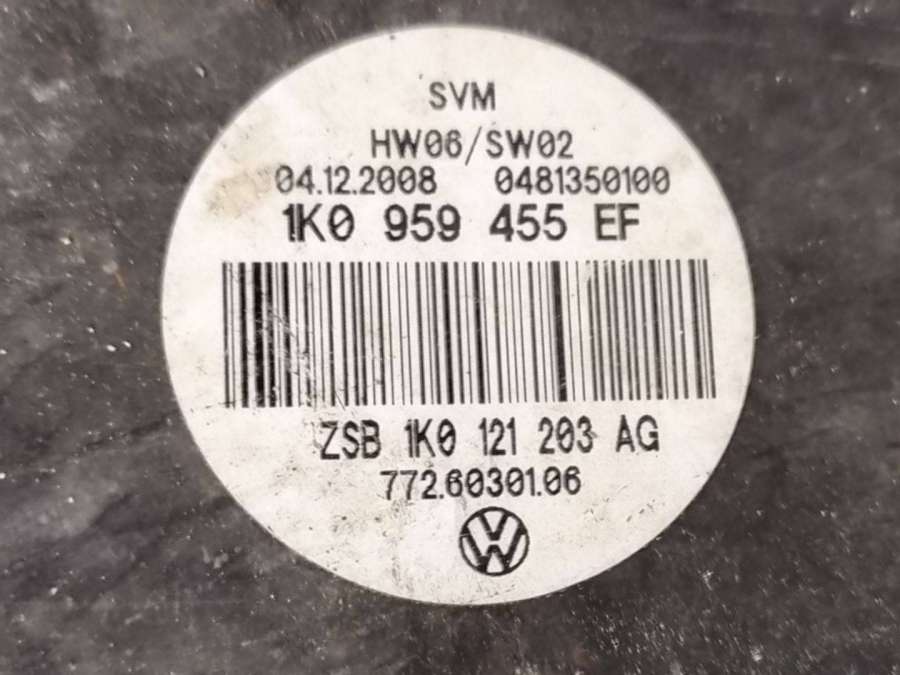 SVM
HW06/SW02
04.12.2008 0481350100
1K0 959 455 EF
ZSB 1K0 121 203 AG
772.60301.06